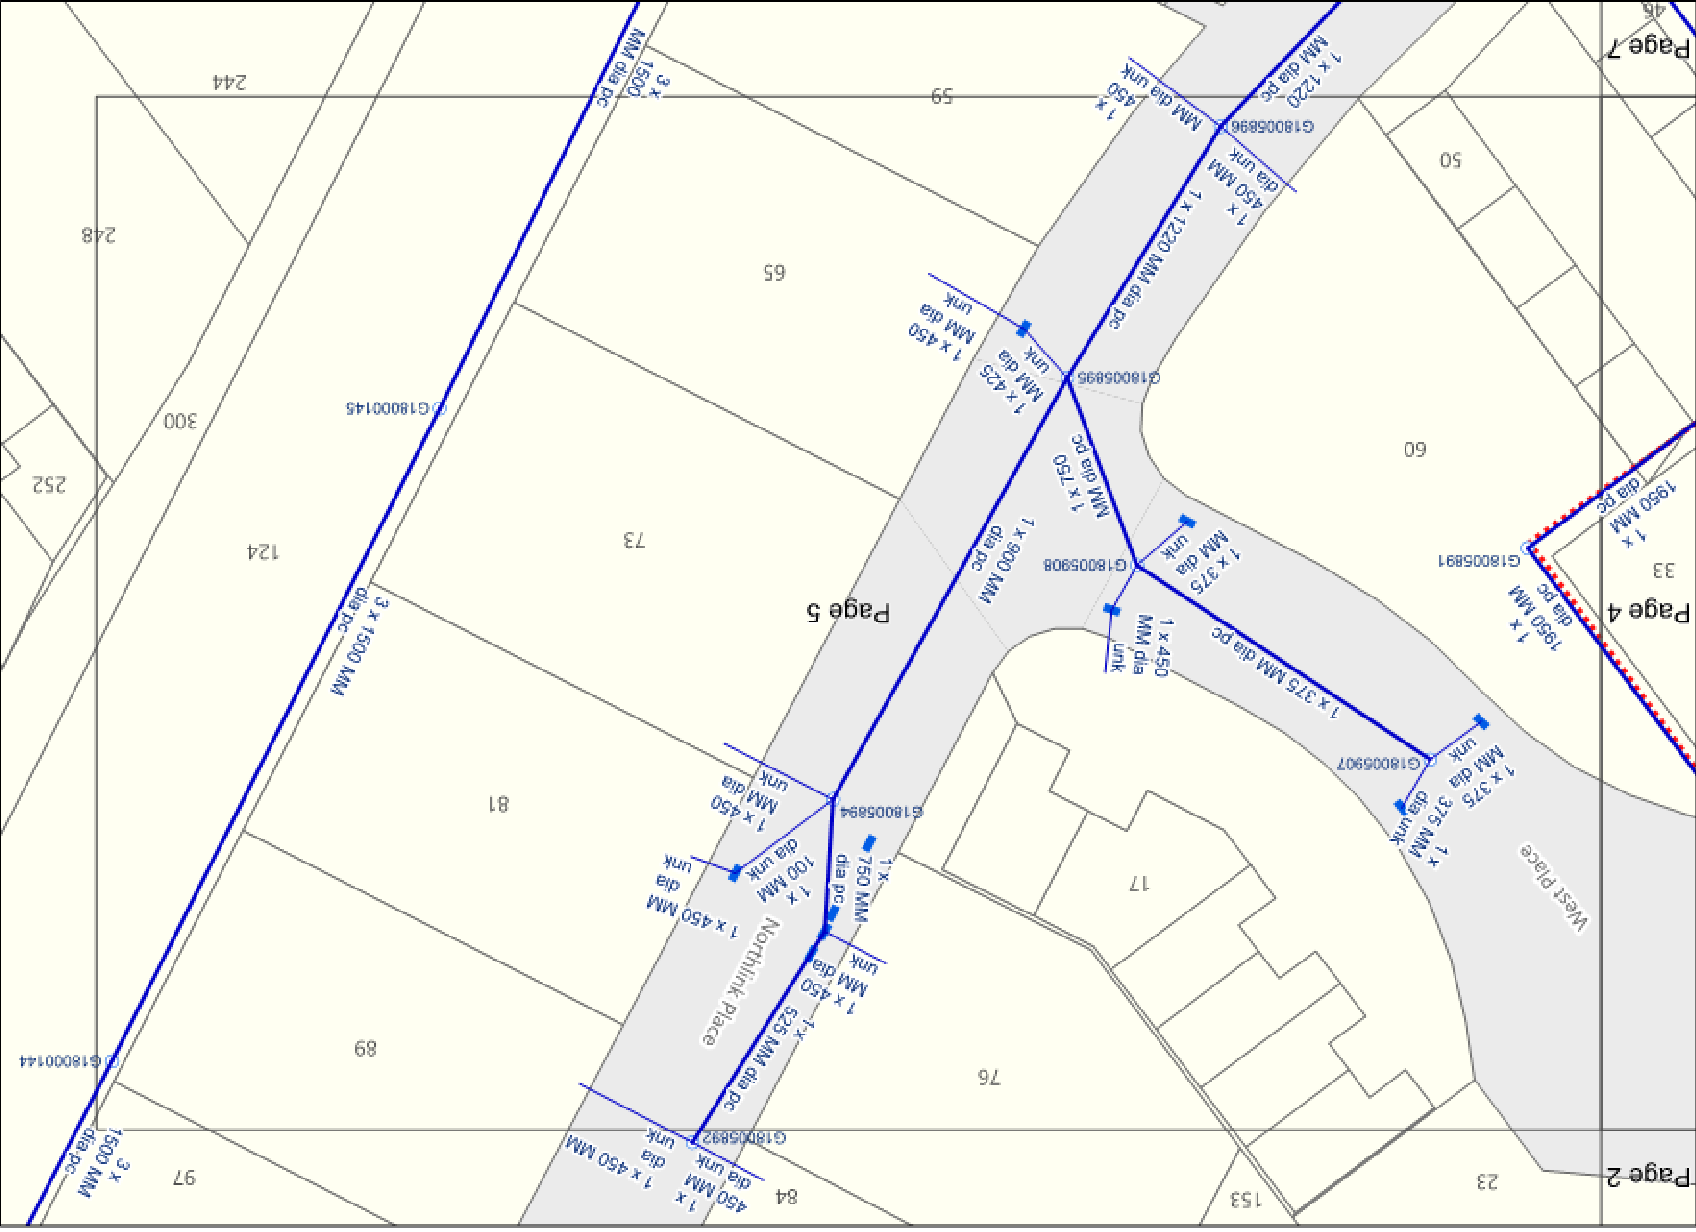 Page 2
23
153
84
97
1 x
450 MM
dia unk
1 x 450 MM
dia
unk
G18005892
3 x
1500 MM
dia pc
76
89
G18000144
1 x
525 MM dia pc
Northlink Place
1 x 450
MM dia
unk
West Place
17
1 x 450 MM
dia
unk
1 x
100 MM
dia unk
1 x
750 MM
dia pc
1 x
375 MM
dia unk
1 x 375
MM dia
unk
G18005907
G18005894
81
1 x 450
MM dia
unk
1 x 375 MM dia pc
1 x 450
MM dia
unk
3 x 1500 MM
dia pc
Page 4
Page 5
33
1 x
1950 MM
dia pc
G18005891
1 x
1950 MM
dia pc
1 x 375
MM dia
unk
G18005908
1 x 900 MM
dia pc
73
124
1 x 750
MM dia
pc
60
252
300
G18000145
G18005895
1 x 425
MM dia
unk
1 x 450
MM dia
unk
65
248
1 x 1220 MM dia pc
1 x
450 MM
dia unk
50
G18005896
1 x
450
MM dia unk
59
1 x 1220
MM dia pc
3 x
1500
MM dia pc
244
Page 7
46